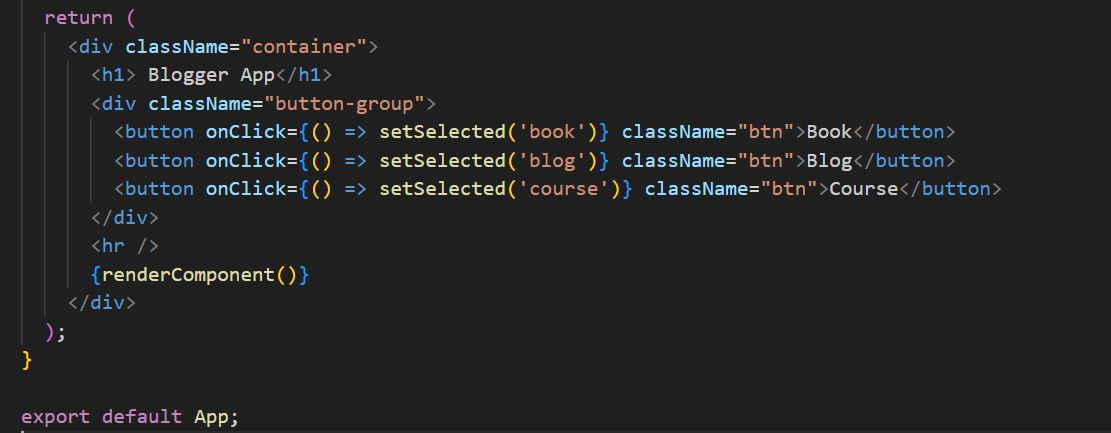 return (
<div className="container">
<h1> Blogger App</h1>
<div className="button-group">
<button onClick={() => setSelected('book')} className="btn">Book</button>
<button onClick={() => setSelected('blog')} className="btn">Blog</button>
<button onClick={() => setSelected('course')} className="btn">Course</button>
</div>
<hr />
{renderComponent()}
</div>
);
}
export default App;